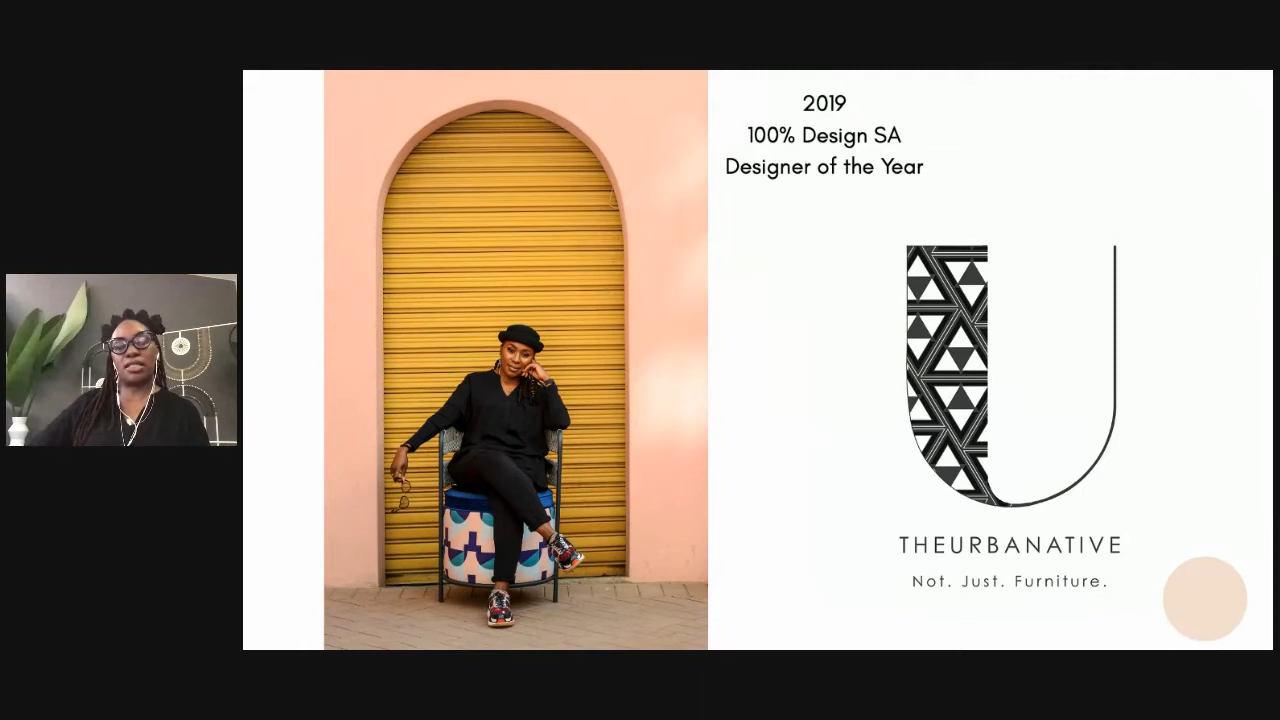 2019
100% Design SA
Designer of the Year
THEURBANATIVE
Not. Just. Furniture.